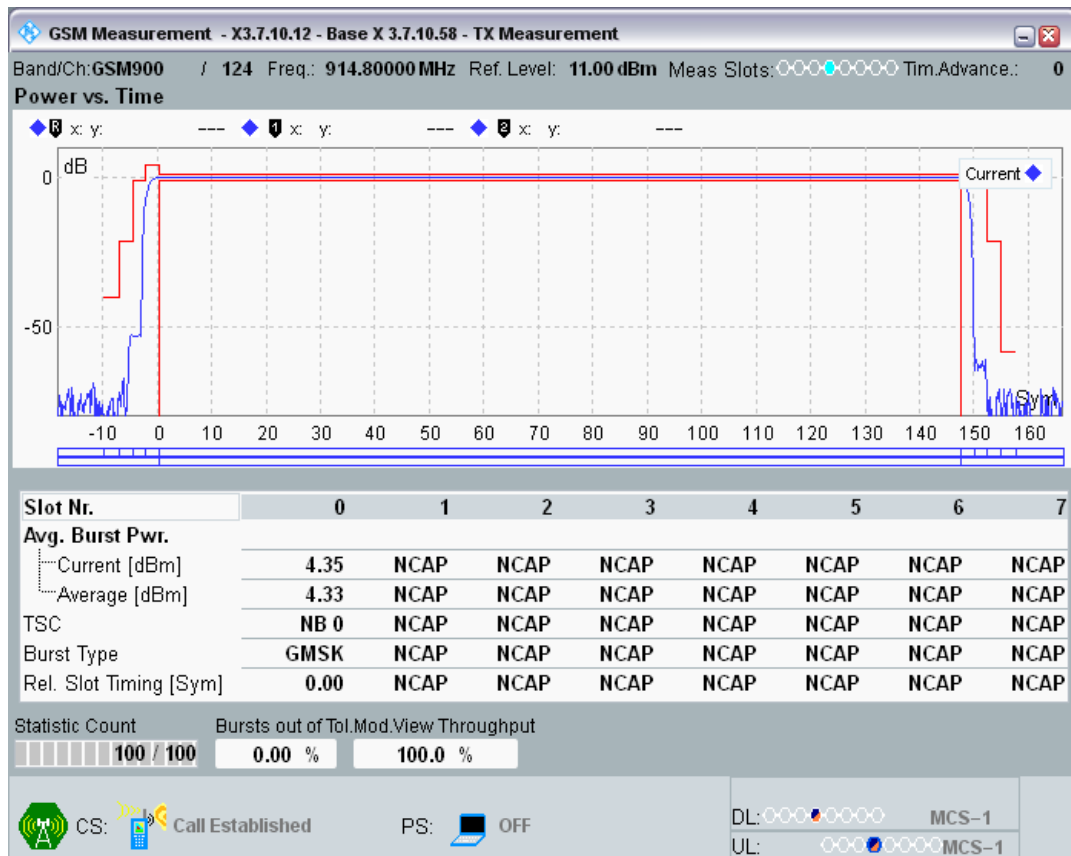 GSM Measurement - X3.7.10.12 - Base X 3.7.10.58 - TX Measurement
Band/Ch:GSM900 / 124 Freq.: 914.80000 MHz Ref. Level: 11.00 dBm Meas Slots: Tim.Advance.: 0
Power vs. Time
R x: y: --- 1 x: y: --- 2 x: y: ---
dB
Current
0
-50
Sym
-10 0 10 20 30 40 50 60 70 80 90 100 110 120 130 140 150 160
Slot Nr. 0 1 2 3 4 5 6 7
Avg. Burst Pwr.
Current [dBm] 4.35 NCAP NCAP NCAP NCAP NCAP NCAP NCAP
Average [dBm] 4.33 NCAP NCAP NCAP NCAP NCAP NCAP NCAP
TSC NB 0 NCAP NCAP NCAP NCAP NCAP NCAP NCAP
Burst Type GMSK NCAP NCAP NCAP NCAP NCAP NCAP NCAP
Rel. Slot Timing [Sym] 0.00 NCAP NCAP NCAP NCAP NCAP NCAP NCAP
Statistic Count Bursts out of Tol. Mod.View Throughput
100 / 100 0.00 % 100.0 %
CS: Call Established PS: OFF DL: MCS-1
UL: MCS-1